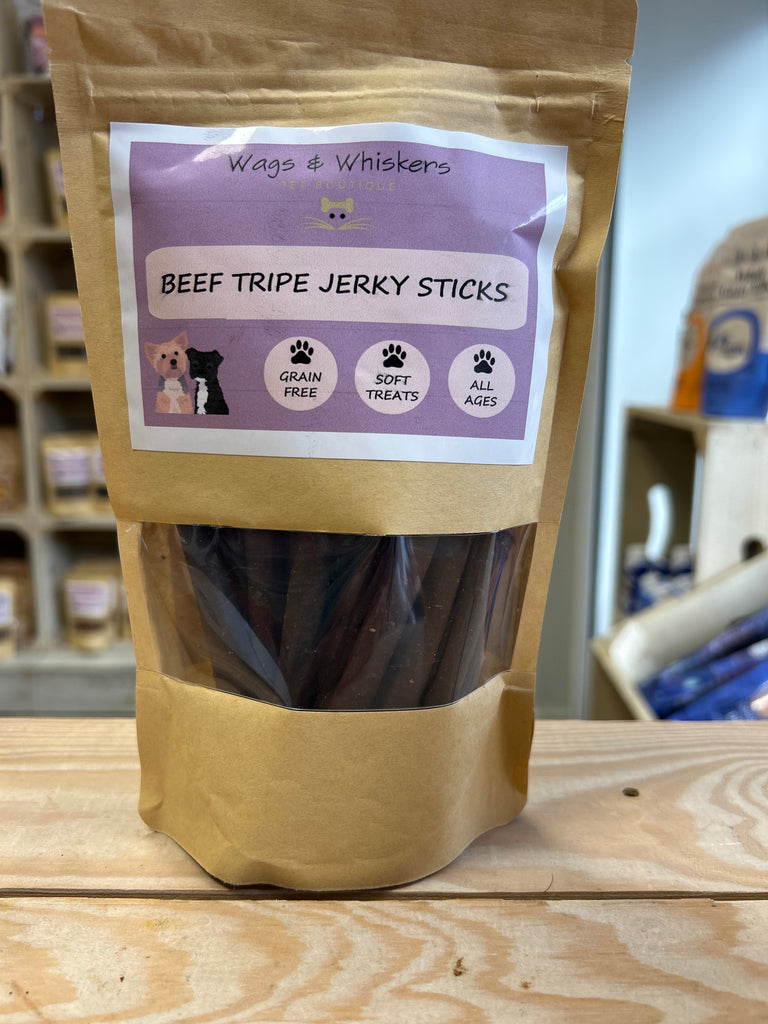 Wags & Whiskers
PET BOUTIQUE
BEEF TRIPE JERKY STICKS
GRAIN
FREE
SOFT
TREATS
ALL
AGES